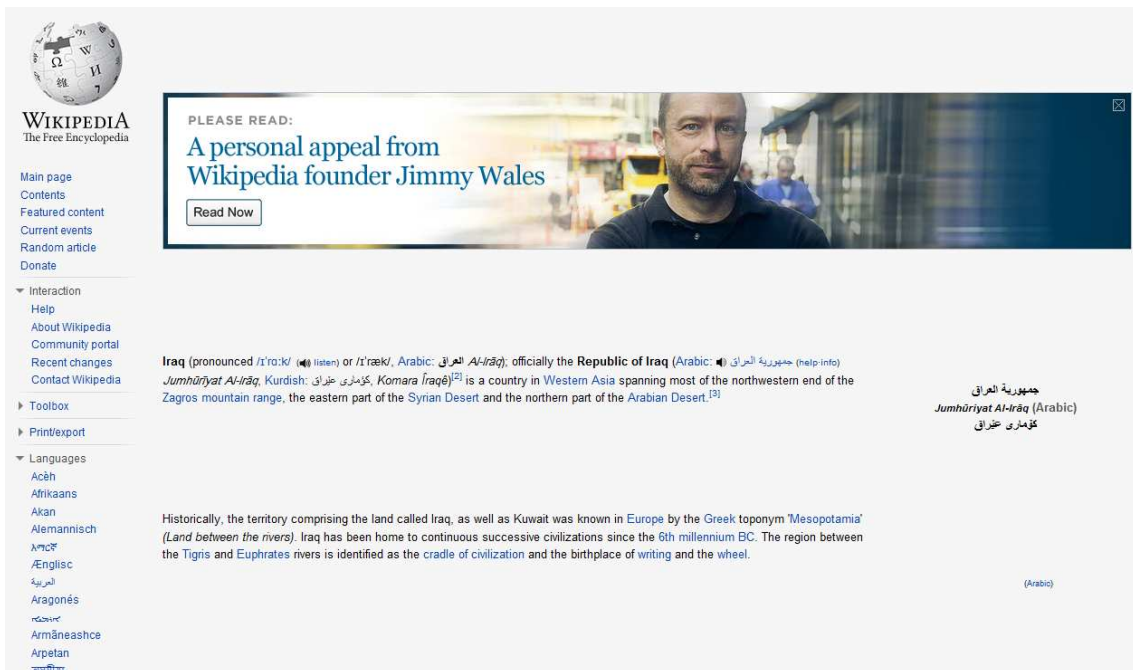 WIKIPEDIA
The Free Encyclopedia
Main page
Contents
Featured content
Current events
Random article
Donate
Interaction
Help
About Wikipedia
Community portal
Recent changes
Contact Wikipedia
Toolbox
Print/export
Languages
Acèh
Afrikaans
Akan
Alemannisch
አማርኛ
Ænglisc
العربية
Aragonés
Armãneashce
Arpetan
PLEASE READ:
A personal appeal from
Wikipedia founder Jimmy Wales
Read Now
Iraq (pronounced /ɪˈrɑːk/ (listen) or /ɪˈræk/, Arabic: العراق Al-Irāq); officially the Republic of Iraq (Arabic: جمهورية العراق (help·info)
Jumhūrīyat Al-Irāq, Kurdish: كۆماری عێراق, Komara Îraqê)[2] is a country in Western Asia spanning most of the northwestern end of the
Zagros mountain range, the eastern part of the Syrian Desert and the northern part of the Arabian Desert.[3]
جمهورية العراق
Jumhūriyat Al-Irāq (Arabic)
كۆماری عێراق
Historically, the territory comprising the land called Iraq, as well as Kuwait was known in Europe by the Greek toponym 'Mesopotamia'
(Land between the rivers). Iraq has been home to continuous successive civilizations since the 6th millennium BC. The region between
the Tigris and Euphrates rivers is identified as the cradle of civilization and the birthplace of writing and the wheel.
(Arabic)